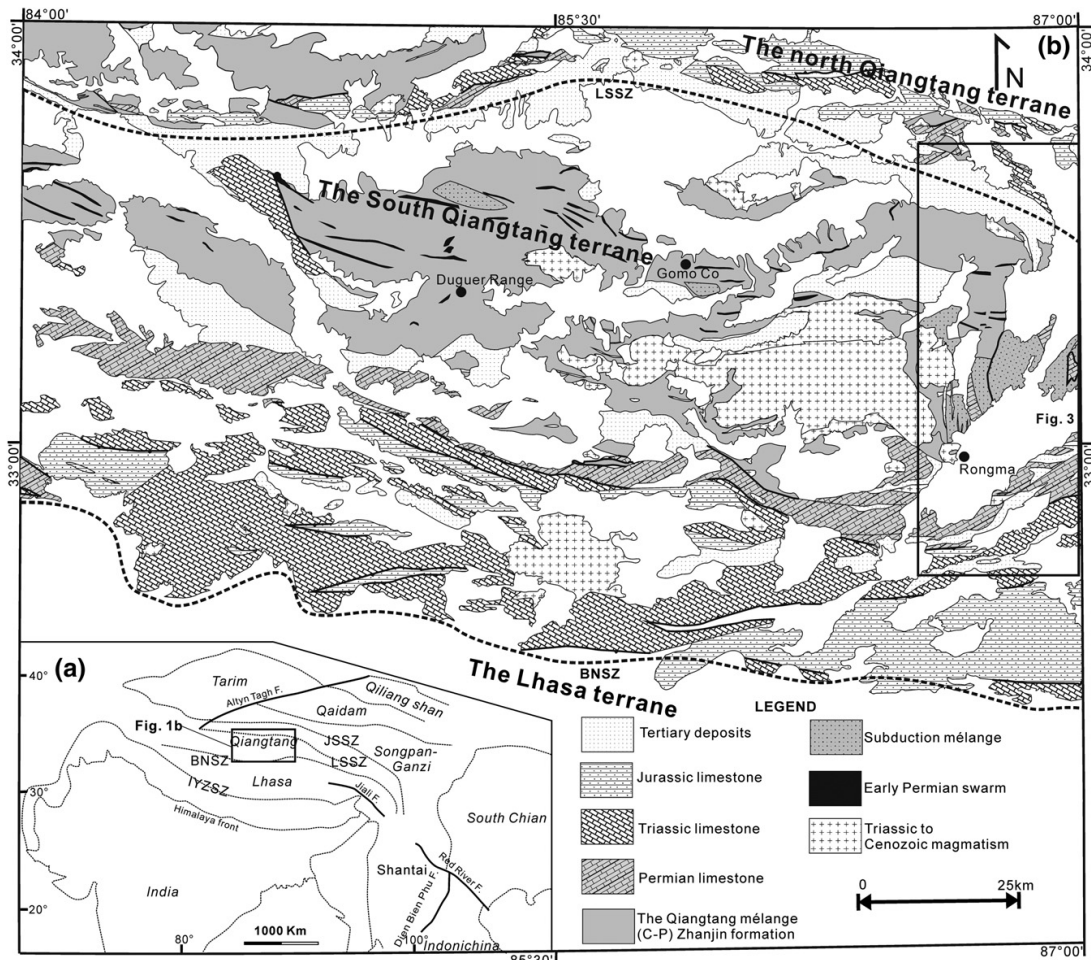 84°00'
85°30'
87°00'
34°00'
34°00'
(b)
N
The north Qiangtang terrane
LSSZ
The South Qiangtang terrane
Duguer Range
Gomo Co
Fig. 3
33°00'
33°00'
Rongma
BNSZ
The Lhasa terrane
(a)
40°
30°
20°
Tarim
Altyn Tagh F.
Qiliang shan
Qaidam
Fig. 1b
Qiangtang
JSSZ
Songpan-
Ganzi
BNSZ
LSSZ
IYZSZ
Lhasa
Jiali F.
Himalaya front
South Chian
Shantai
Red River F.
Dien Bien Phu F.
India
Indonichina
80°
1000 Km
100°
85°30'
87°00'
LEGEND
Tertiary deposits
Jurassic limestone
Triassic limestone
Permian limestone
The Qiangtang mélange
(C-P) Zhanjin formation
Subduction mélange
Early Permian swarm
Triassic to
Cenozoic magmatism
0
25km